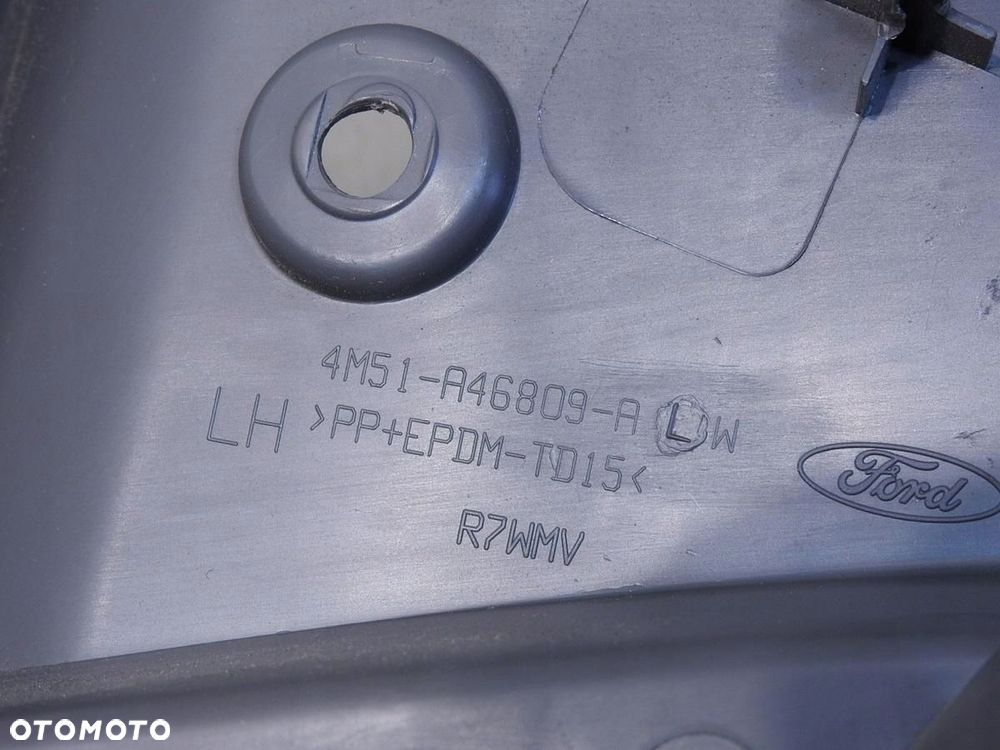 4M51-A46809-A L W
LH >PP+EPDM-TD15<
R7WMV
Ford
OTOMOTO